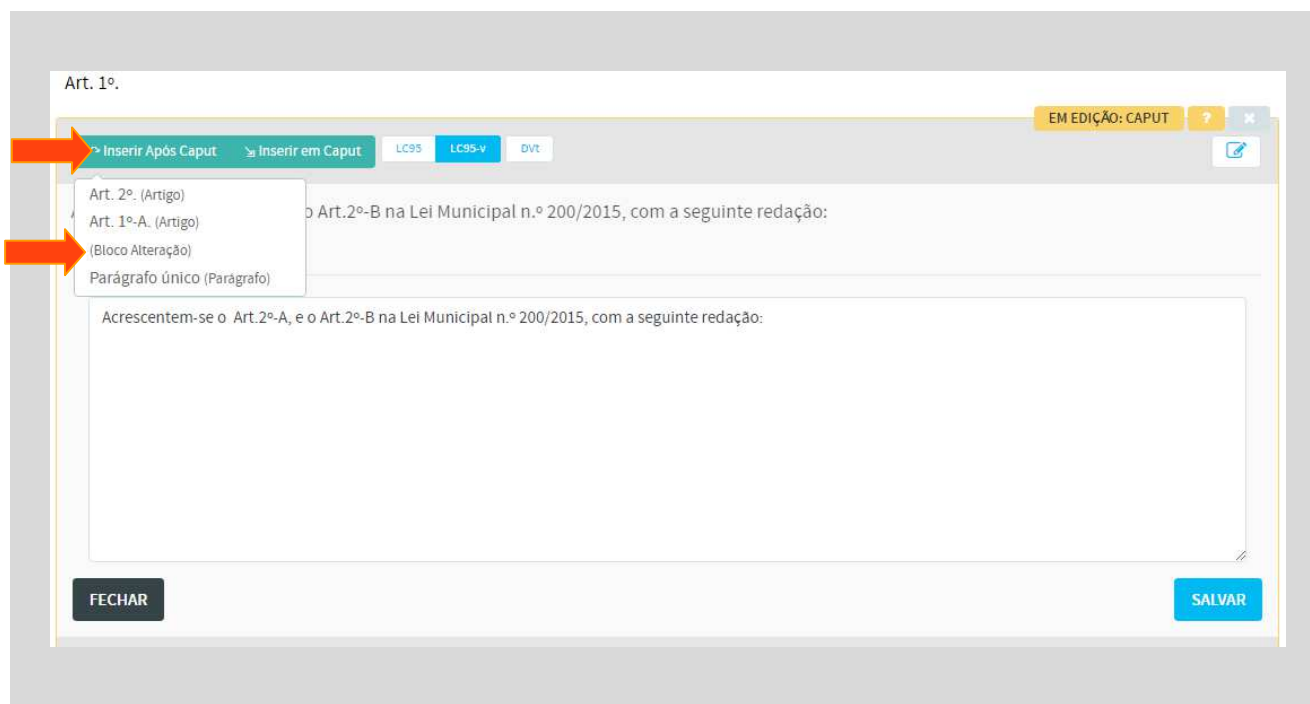 Art. 1º.
EM EDIÇÃO: CAPUT ? ×
Inserir Após Caput Inserir em Caput LC95 LC95-v DVt
Art. 2º. (Artigo)
Art. 1º-A. (Artigo)
(Bloco Alteração)
Parágrafo único (Parágrafo)
o Art.2º-B na Lei Municipal n.º 200/2015, com a seguinte redação:
Acrescentem-se o Art.2º-A, e o Art.2º-B na Lei Municipal n.º 200/2015, com a seguinte redação:
FECHAR SALVAR